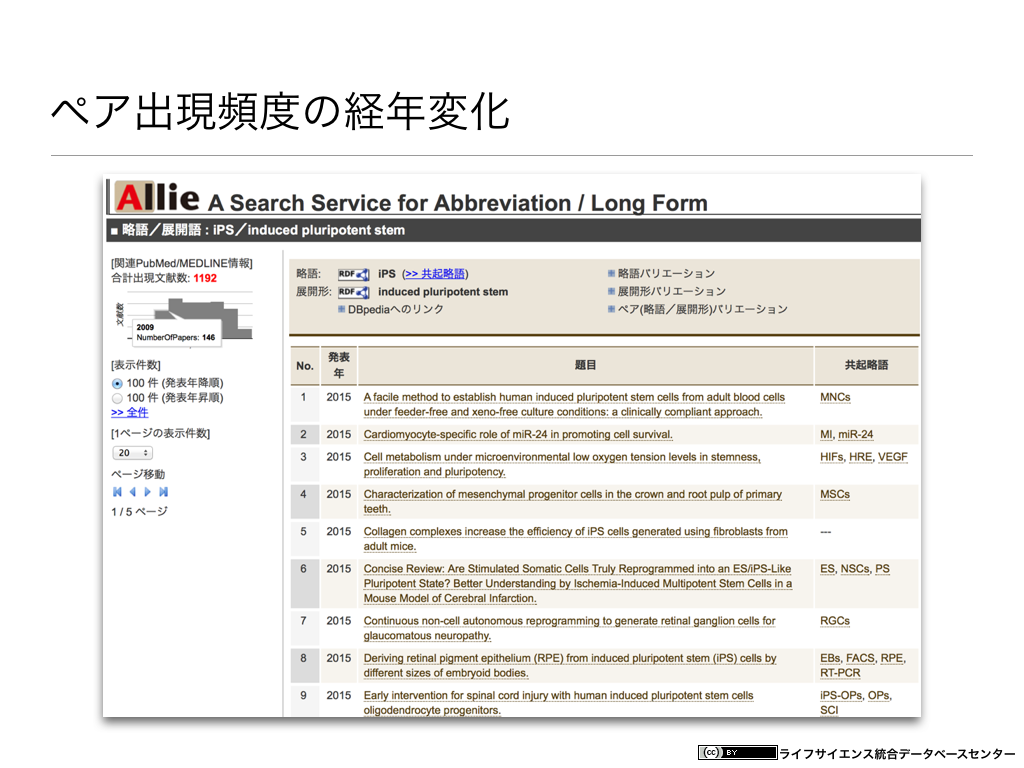 ペア出現頻度の経年変化
Allie A Search Service for Abbreviation / Long Form
■ 略語／展開語 : iPS／induced pluripotent stem
[関連PubMed/MEDLINE情報]
合計出現文献数: 1192
文献数
2009
NumberOfPapers: 146
[表示件数]
100 件 (発表年降順)
100 件 (発表年昇順)
>> 全件
[1ページの表示件数]
20
ページ移動
1 / 5 ページ
略語: RDF iPS (>> 共起略語)
展開形: RDF induced pluripotent stem
DBpediaへのリンク
略語バリエーション
展開形バリエーション
ペア(略語／展開形)バリエーション
No. 発表年 題目 共起略語
1 2015 A facile method to establish human induced pluripotent stem cells from adult blood cells MNCs
under feeder-free and xeno-free culture conditions: a clinically compliant approach.
2 2015 Cardiomyocyte-specific role of miR-24 in promoting cell survival. MI, miR-24
3 2015 Cell metabolism under microenvironmental low oxygen tension levels in stemness, HIFs, HRE, VEGF
proliferation and pluripotency.
4 2015 Characterization of mesenchymal progenitor cells in the crown and root pulp of primary MSCs
teeth.
5 2015 Collagen complexes increase the efficiency of iPS cells generated using fibroblasts from ---
adult mice.
6 2015 Concise Review: Are Stimulated Somatic Cells Truly Reprogrammed into an ES/iPS-Like ES, NSCs, PS
Pluripotent State? Better Understanding by Ischemia-Induced Multipotent Stem Cells in a
Mouse Model of Cerebral Infarction.
7 2015 Continuous non-cell autonomous reprogramming to generate retinal ganglion cells for RGCs
glaucomatous neuropathy.
8 2015 Deriving retinal pigment epithelium (RPE) from induced pluripotent stem (iPS) cells by EBs, FACS, RPE,
different sizes of embryoid bodies. RT-PCR
9 2015 Early intervention for spinal cord injury with human induced pluripotent stem cells iPS-OPs, OPs,
oligodendrocyte progenitors. SCI
(cc) BY ライフサイエンス統合データベースセンター